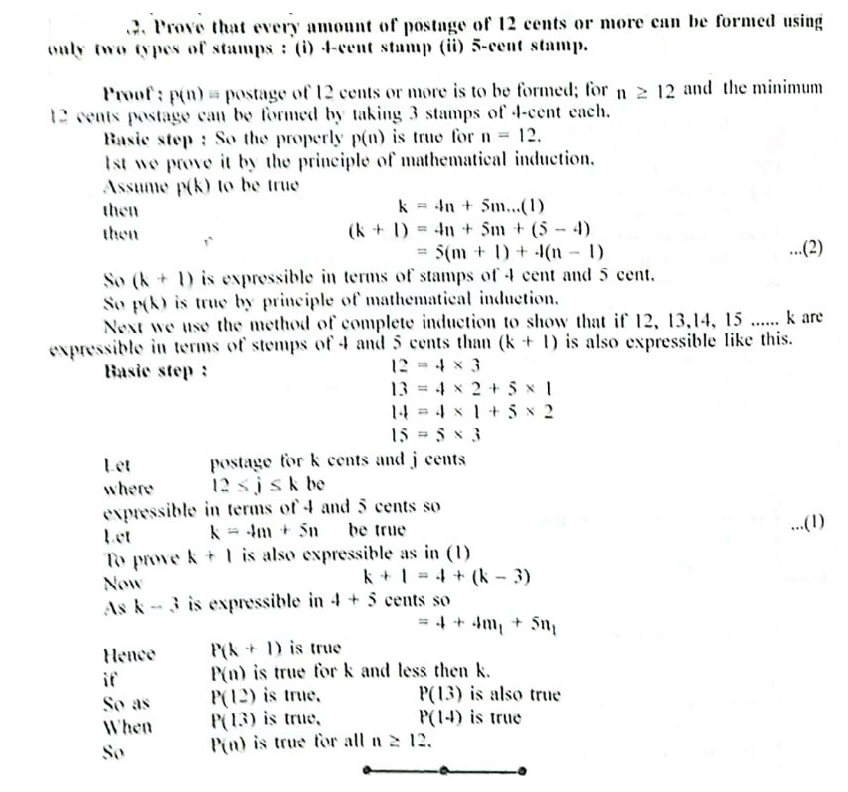 2. Prove that every amount of postage of 12 cents or more can be formed using
only two types of stamps : (i) 4-cent stamp (ii) 5-cent stamp.
Proof : p(n) = postage of 12 cents or more is to be formed; for n ≥ 12 and the minimum
12 cents postage can be formed by taking 3 stamps of 4-cent each.
Basic step : So the properly p(n) is true for n = 12.
Ist we prove it by the principle of mathematical induction.
Assume p(k) to be true
then k = 4n + 5m...(1)
then (k + 1) = 4n + 5m + (5 – 4)
= 5(m + 1) + 4(n – 1) ...(2)
So (k + 1) is expressible in terms of stamps of 4 cent and 5 cent.
So p(k) is true by principle of mathematical induction.
Next we use the method of complete induction to show that if 12, 13,14, 15 ...... k are
expressible in terms of stemps of 4 and 5 cents than (k + 1) is also expressible like this.
Basic step : 12 = 4 × 3
13 = 4 × 2 + 5 × 1
14 = 4 × 1 + 5 × 2
15 = 5 × 3
Let postage for k cents and j cents
where 12 ≤ j ≤ k be
expressible in terms of 4 and 5 cents so
Let k = 4m + 5n be true ...(1)
To prove k + 1 is also expressible as in (1)
Now k + 1 = 4 + (k – 3)
As k – 3 is expressible in 4 + 5 cents so
= 4 + 4m₁ + 5n₁
Hence P(k + 1) is true
if P(n) is true for k and less then k.
So as P(12) is true, P(13) is also true
When P(13) is true, P(14) is true
So P(n) is true for all n ≥ 12.